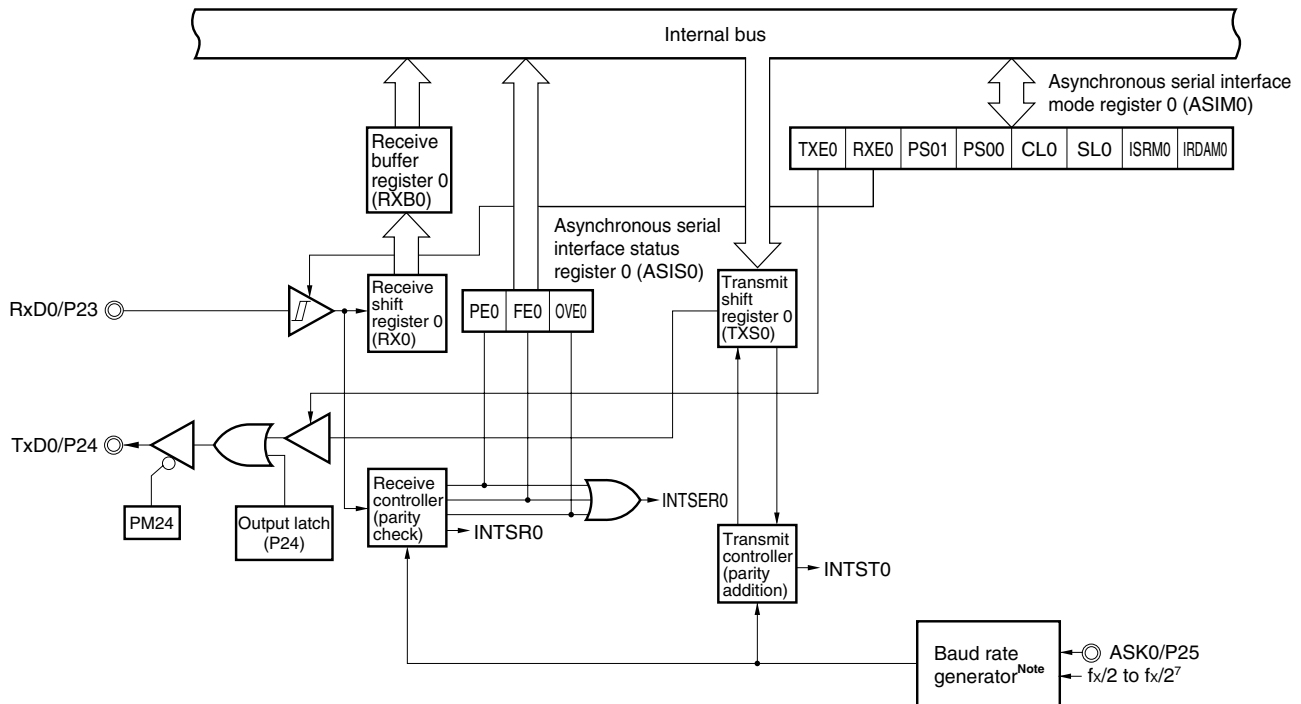 Internal bus
Asynchronous serial interface
mode register 0 (ASIM0)
Receive
buffer
register 0
(RXB0)
TXE0 RXE0 PS01 PS00 CL0 SL0 ISRM0 IRDAM0
Asynchronous serial
interface status
register 0 (ASIS0)
RxD0/P23
Receive
shift
register 0
(RX0)
PE0 FE0 OVE0
Transmit
shift
register 0
(TXS0)
TxD0/P24
PM24
Output latch
(P24)
Receive
controller
(parity
check)
INTSER0
INTSR0
Transmit
controller
(parity
addition)
INTST0
Baud rate
generatorNote
ASK0/P25
fx/2 to fx/2⁷